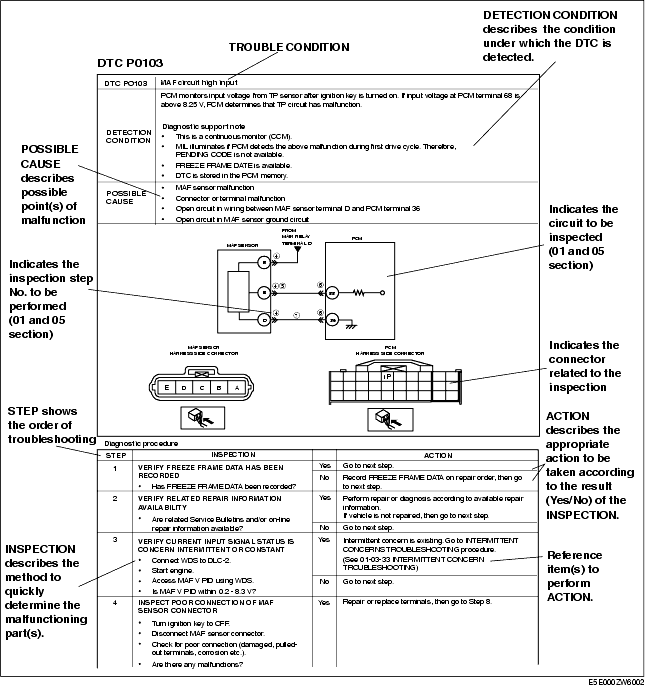 DETECTION CONDITION
describes the condition
under which the DTC is
detected.
TROUBLE CONDITION
DTC P0103
DTC P0103
MAF circuit high input
DETECTION
CONDITION
PCM monitors input voltage from TP sensor after ignition key is turned on. If input voltage at PCM terminal 68 is
above 8.25 V, PCM determines that TP circuit has malfunction.
Diagnostic support note
• This is a continuous monitor (CCM).
• MIL illuminates if PCM detects the above malfunction during first drive cycle. Therefore,
PENDING CODE is not available.
• FREEZE FRAME DATE is available.
• DTC is stored in the PCM memory.
POSSIBLE
CAUSE
• MAF sensor malfunction
• Connector or terminal malfunction
• Open circuit in wiring between MAF sensor terminal D and PCM terminal 36
• Open circuit in MAF sensor ground circuit
POSSIBLE
CAUSE
describes
possible
point(s) of
malfunction
Indicates the
circuit to be
inspected
(01 and 05
section)
Indicates the
inspection step
No. to be
performed
(01 and 05
section)
FROM
MAIN RELAY
TERMINAL D
MAF SENSOR
PCM
MAF SENSOR
HARNESS SIDE CONNECTOR
E D C B A
PCM
HARNESS SIDE CONNECTOR
Indicates the
connector
related to the
inspection
STEP shows
the order of
troubleshooting
ACTION
describes the
appropriate
action to be
taken according
to the result
(Yes/No) of the
INSPECTION.
Diagnostic procedure
STEP INSPECTION ACTION
1 VERIFY FREEZE FRAME DATA HAS BEEN
RECORDED
• Has FREEZE FRAME DATA been recorded?
Yes Go to next step.
No Record FREEZE FRAME DATA on repair order, then go
to next step.
2 VERIFY RELATED REPAIR INFORMATION
AVAILABILITY
• Are related Service Bulletins and/or on-line
repair information available?
Yes Perform repair or diagnosis according to available repair
information.
If vehicle is not repaired, then go to next step.
No Go to next step.
3 VERIFY CURRENT INPUT SIGNAL STATUS IS
CONCERN INTERMITTENT OR CONSTANT
• Connect WDS to DLC-2.
• Start engine.
• Access MAF V PID using WDS.
• Is MAF V PID within 0.2 - 8.3 V?
Yes Intermittent concern is existing. Go to INTERMITTENT
CONCERNS TROUBLESHOOTING procedure.
(See 01-03-33 INTERMITTENT CONCERN
TROUBLESHOOTING)
No Go to next step.
4 INSPECT POOR CONNECTION OF MAF
SENSOR CONNECTOR
• Turn ignition key to OFF.
• Disconnect MAF sensor connector.
• Check for poor connection (damaged, pulled-
out terminals, corrosion etc.).
• Are there any malfunctions?
Yes Repair or replace terminals, then go to Step 8.
INSPECTION
describes the
method to
quickly
determine the
malfunctioning
part(s).
Reference
item(s) to
perform
ACTION.
E5E000ZW6002